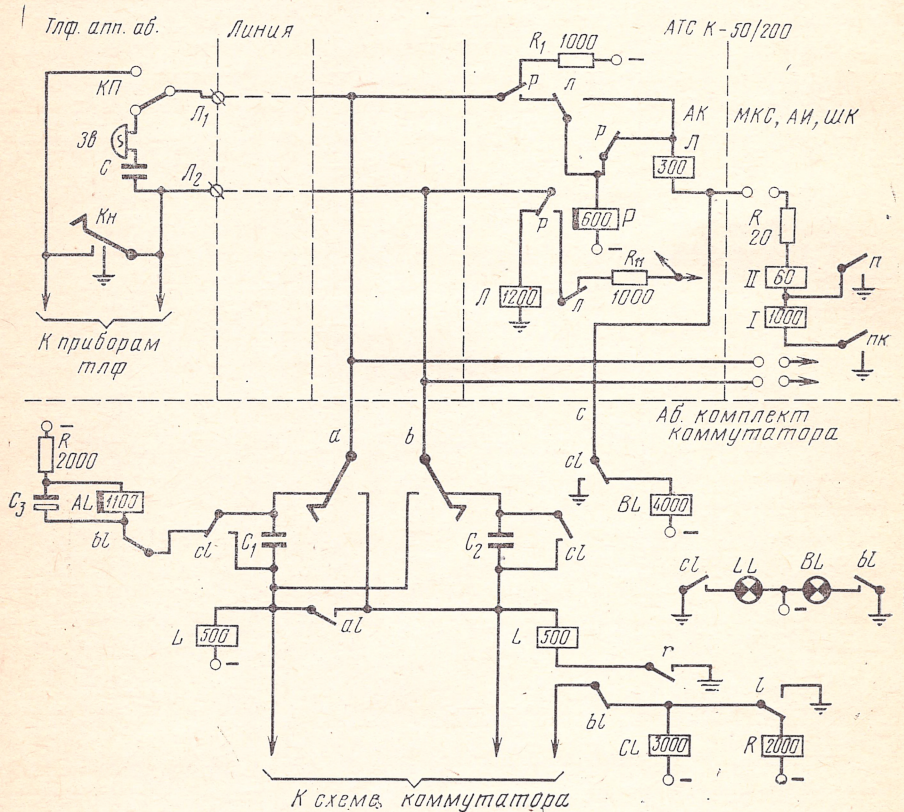 Тлф. апп. аб.
Линия
АТС К-50/200
R1 1000
−
КП
р
л
Л1
АК
МКС, АИ, ШК
Зв
S
р
Л
300
С
Л2
600
Р
−
R
20
Кн
р
Rн
1000
п
II
60
Л
1200
л
I
1000
К приборам
тлф
пк
с
Аб. комплект
коммутатора
−
R
2000
a
b
cl
C3
AL
1100
BL
4000
−
bl
cl
C1
C2
cl
cl
LL
BL
bl
−
L
500
−
al
L
500
r
bl
l
CL
3000
−
R
2000
−
К схеме коммутатора